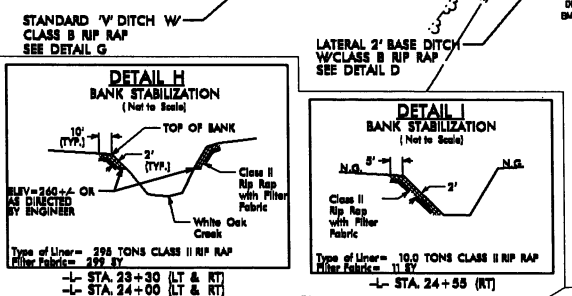 STANDARD 'V' DITCH W/
CLASS B RIP RAP
SEE DETAIL G
LATERAL 2' BASE DITCH
W/CLASS B RIP RAP
SEE DETAIL D
DETAIL H
BANK STABILIZATION
( Not to Scale)
10'
(TYP.)
TOP OF BANK
2'
(TYP.)
Class II
Rip Rap
with Filter
Fabric
ELEV=260+/- OR
AS DIRECTED
BY ENGINEER
White Oak
Creek
Type of Liner= 295 TONS CLASS II RIP RAP
Filter Fabric= 299 SY
-L- STA. 23+30 (LT & RT)
-L- STA. 24+00 (LT & RT)
DETAIL I
BANK STABILIZATION
( Not to Scale)
5'
N.G.
N.G.
2'
Class II
Rip Rap
with Filter
Fabric
Type of Liner= 10.0 TONS CLASS II RIP RAP
Filter Fabric= 11 SY
-L- STA. 24+55 (RT)